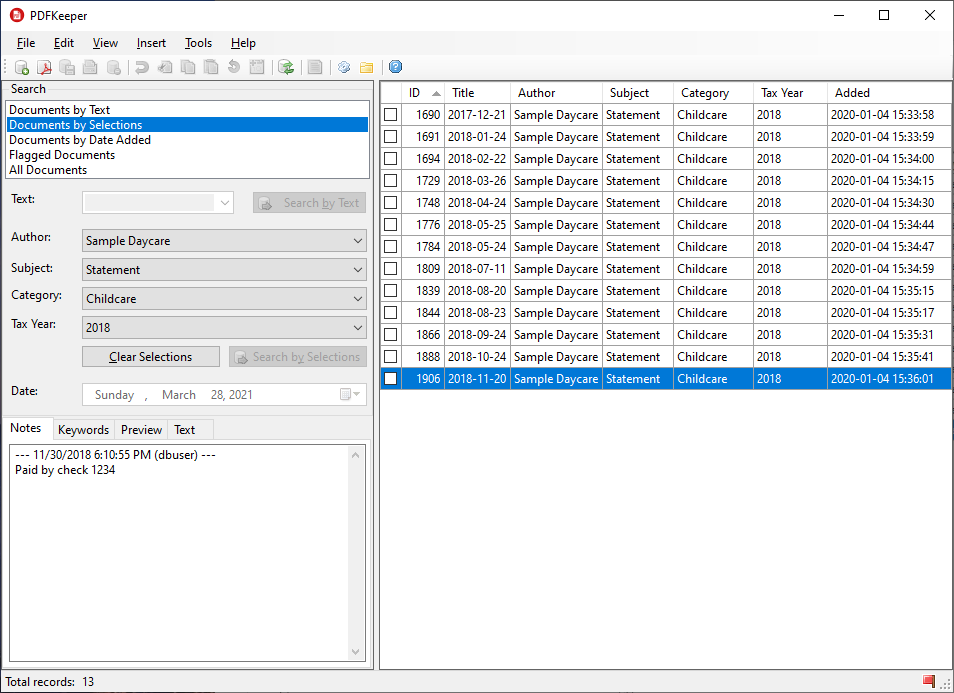 PDFKeeper
File Edit View Insert Tools Help
Search
Documents by Text
Documents by Selections
Documents by Date Added
Flagged Documents
All Documents
Text: Search by Text
Author: Sample Daycare
Subject: Statement
Category: Childcare
Tax Year: 2018
Clear Selections Search by Selections
Date: Sunday , March 28, 2021
Notes Keywords Preview Text
--- 11/30/2018 6:10:55 PM (dbuser) ---
Paid by check 1234
ID Title Author Subject Category Tax Year Added
1690 2017-12-21 Sample Daycare Statement Childcare 2018 2020-01-04 15:33:58
1691 2018-01-24 Sample Daycare Statement Childcare 2018 2020-01-04 15:33:59
1694 2018-02-22 Sample Daycare Statement Childcare 2018 2020-01-04 15:34:00
1729 2018-03-26 Sample Daycare Statement Childcare 2018 2020-01-04 15:34:15
1748 2018-04-24 Sample Daycare Statement Childcare 2018 2020-01-04 15:34:30
1776 2018-05-25 Sample Daycare Statement Childcare 2018 2020-01-04 15:34:44
1784 2018-05-24 Sample Daycare Statement Childcare 2018 2020-01-04 15:34:47
1809 2018-07-11 Sample Daycare Statement Childcare 2018 2020-01-04 15:34:59
1839 2018-08-20 Sample Daycare Statement Childcare 2018 2020-01-04 15:35:15
1844 2018-08-23 Sample Daycare Statement Childcare 2018 2020-01-04 15:35:17
1866 2018-09-24 Sample Daycare Statement Childcare 2018 2020-01-04 15:35:31
1888 2018-10-24 Sample Daycare Statement Childcare 2018 2020-01-04 15:35:41
1906 2018-11-20 Sample Daycare Statement Childcare 2018 2020-01-04 15:36:01
Total records: 13